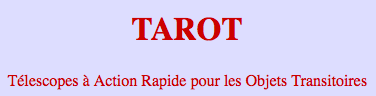 TAROT
Télescopes à Action Rapide pour les Objets Transitoires